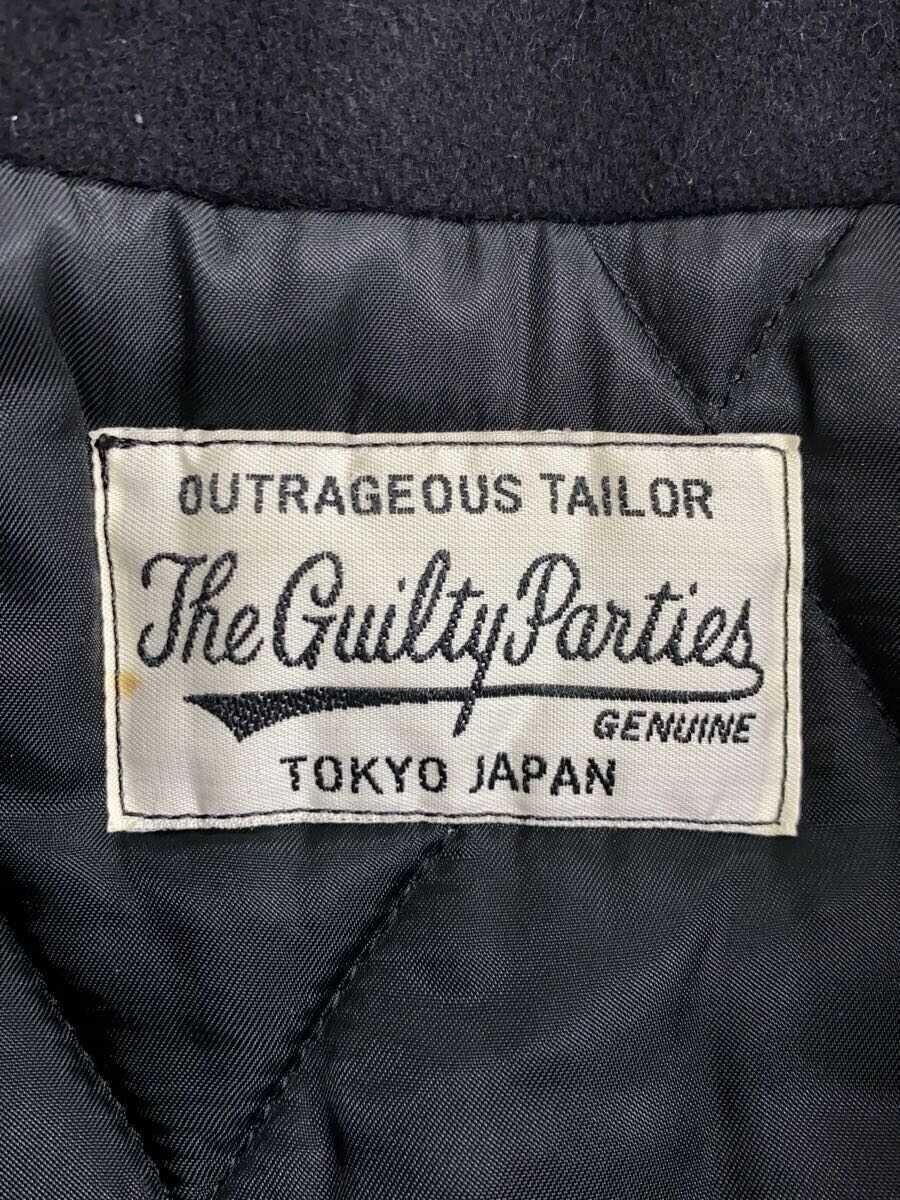 OUTRAGEOUS TAILOR
The Guilty Parties
GENUINE
TOKYO JAPAN